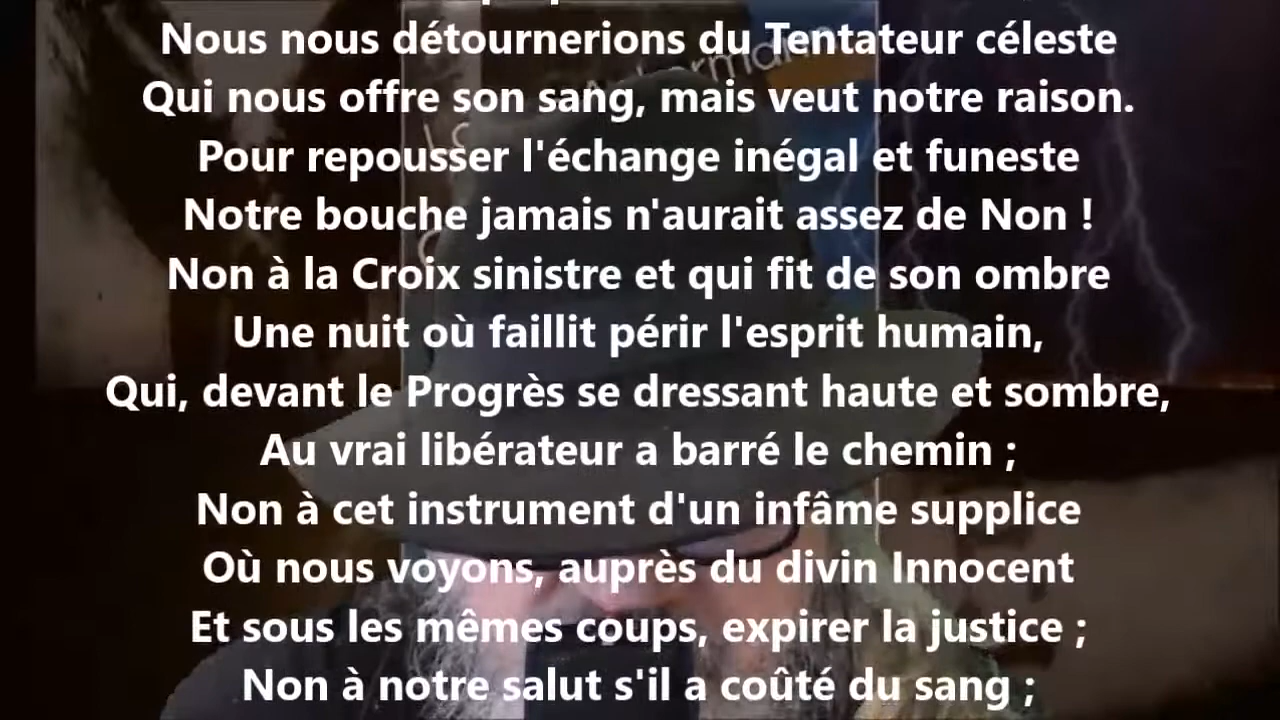 Nous nous détournerions du Tentateur céleste
Qui nous offre son sang, mais veut notre raison.
Pour repousser l'échange inégal et funeste
Notre bouche jamais n'aurait assez de Non !
Non à la Croix sinistre et qui fit de son ombre
Une nuit où faillit périr l'esprit humain,
Qui, devant le Progrès se dressant haute et sombre,
Au vrai libérateur a barré le chemin ;
Non à cet instrument d'un infâme supplice
Où nous voyons, auprès du divin Innocent
Et sous les mêmes coups, expirer la justice ;
Non à notre salut s'il a coûté du sang ;